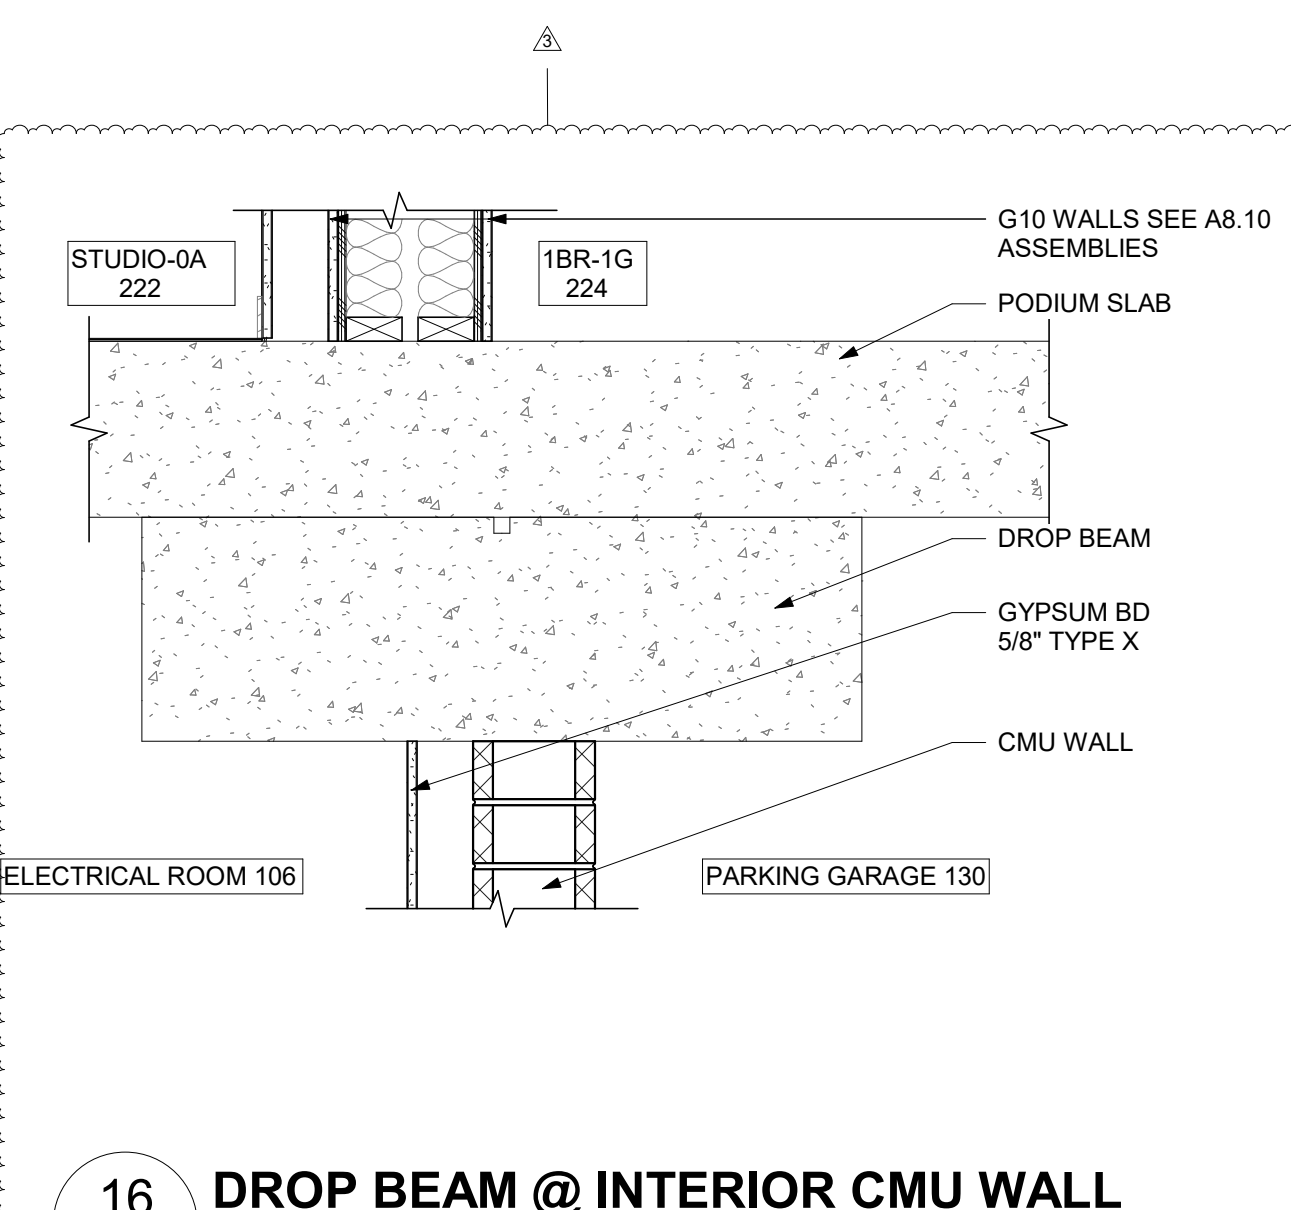 3
G10 WALLS SEE A8.10
ASSEMBLIES
STUDIO-0A
222
1BR-1G
224
PODIUM SLAB
DROP BEAM
GYPSUM BD
5/8" TYPE X
CMU WALL
ELECTRICAL ROOM 106
PARKING GARAGE 130
16
DROP BEAM @ INTERIOR CMU WALL